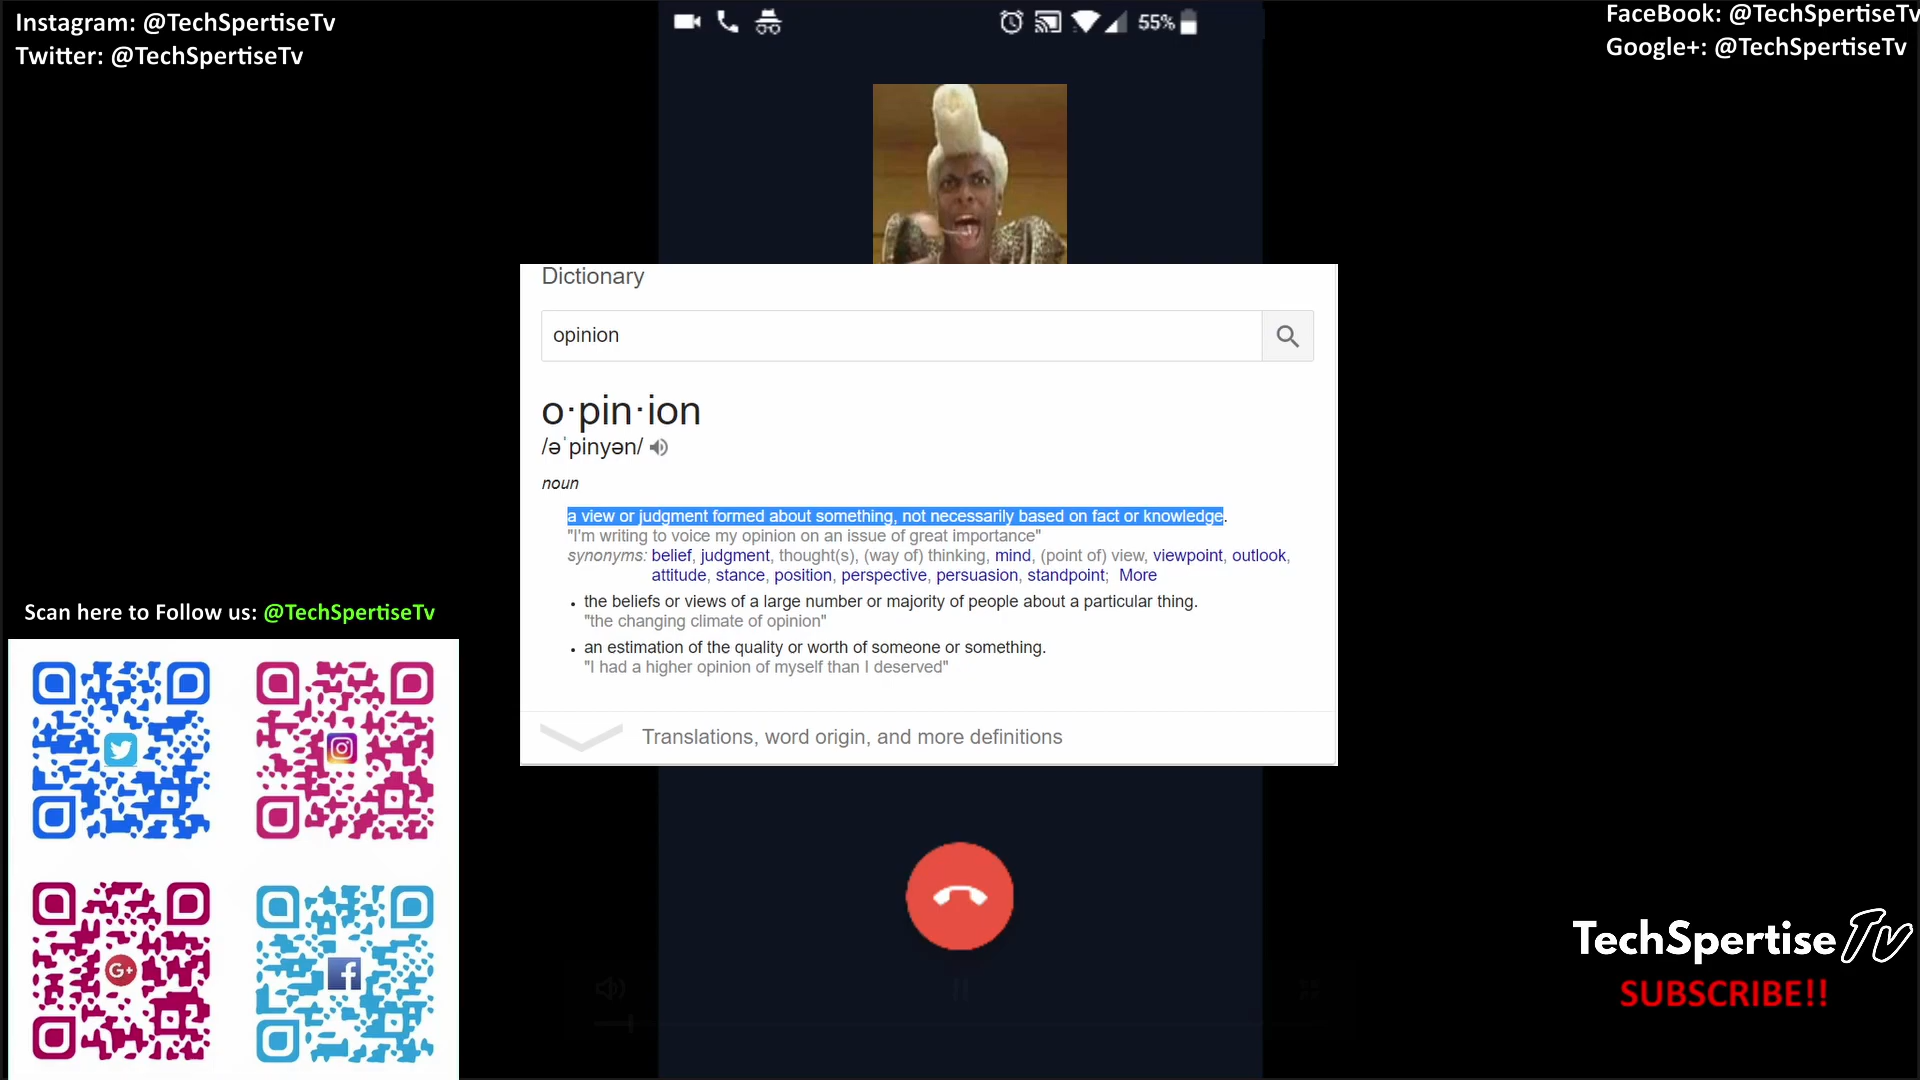 Instagram: @TechSpertiseTv
Twitter: @TechSpertiseTv
55%
FaceBook: @TechSpertiseTv
Google+: @TechSpertiseTv
Dictionary
opinion
o·pin·ion
/əˈpinyən/
noun
a view or judgment formed about something, not necessarily based on fact or knowledge.
"I'm writing to voice my opinion on an issue of great importance"
synonyms: belief, judgment, thought(s), (way of) thinking, mind, (point of) view, viewpoint, outlook,
attitude, stance, position, perspective, persuasion, standpoint; More
• the beliefs or views of a large number or majority of people about a particular thing.
"the changing climate of opinion"
• an estimation of the quality or worth of someone or something.
"I had a higher opinion of myself than I deserved"
Translations, word origin, and more definitions
Scan here to Follow us: @TechSpertiseTv
G+
f
TechSpertise Tv
SUBSCRIBE!!